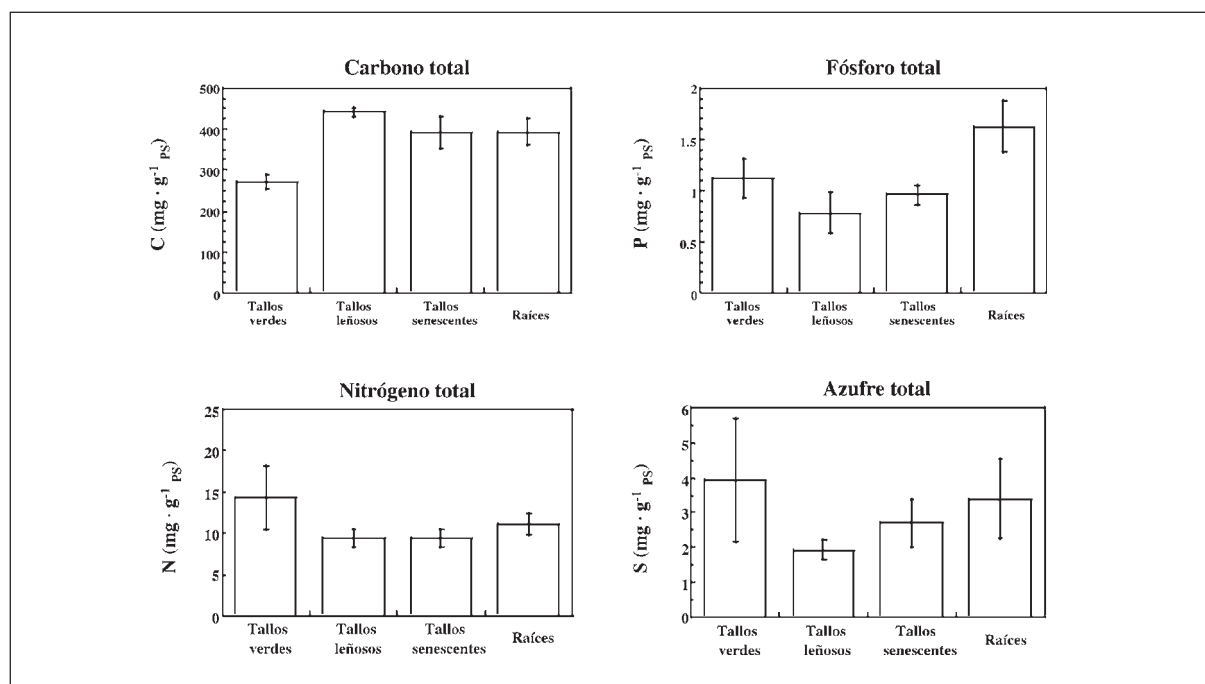 Carbono total
500
400
300
200
100
0
C (mg · g⁻¹ PS)
Tallos verdes
Tallos leñosos
Tallos senescentes
Raíces
Fósforo total
2
1.5
1
0.5
0
P (mg · g⁻¹ PS)
Tallos verdes
Tallos leñosos
Tallos senescentes
Raíces
Nitrógeno total
25
20
15
10
5
0
N (mg · g⁻¹ PS)
Tallos verdes
Tallos leñosos
Tallos senescentes
Raíces
Azufre total
6
5
4
3
2
1
0
S (mg · g⁻¹ PS)
Tallos verdes
Tallos leñosos
Tallos senescentes
Raíces